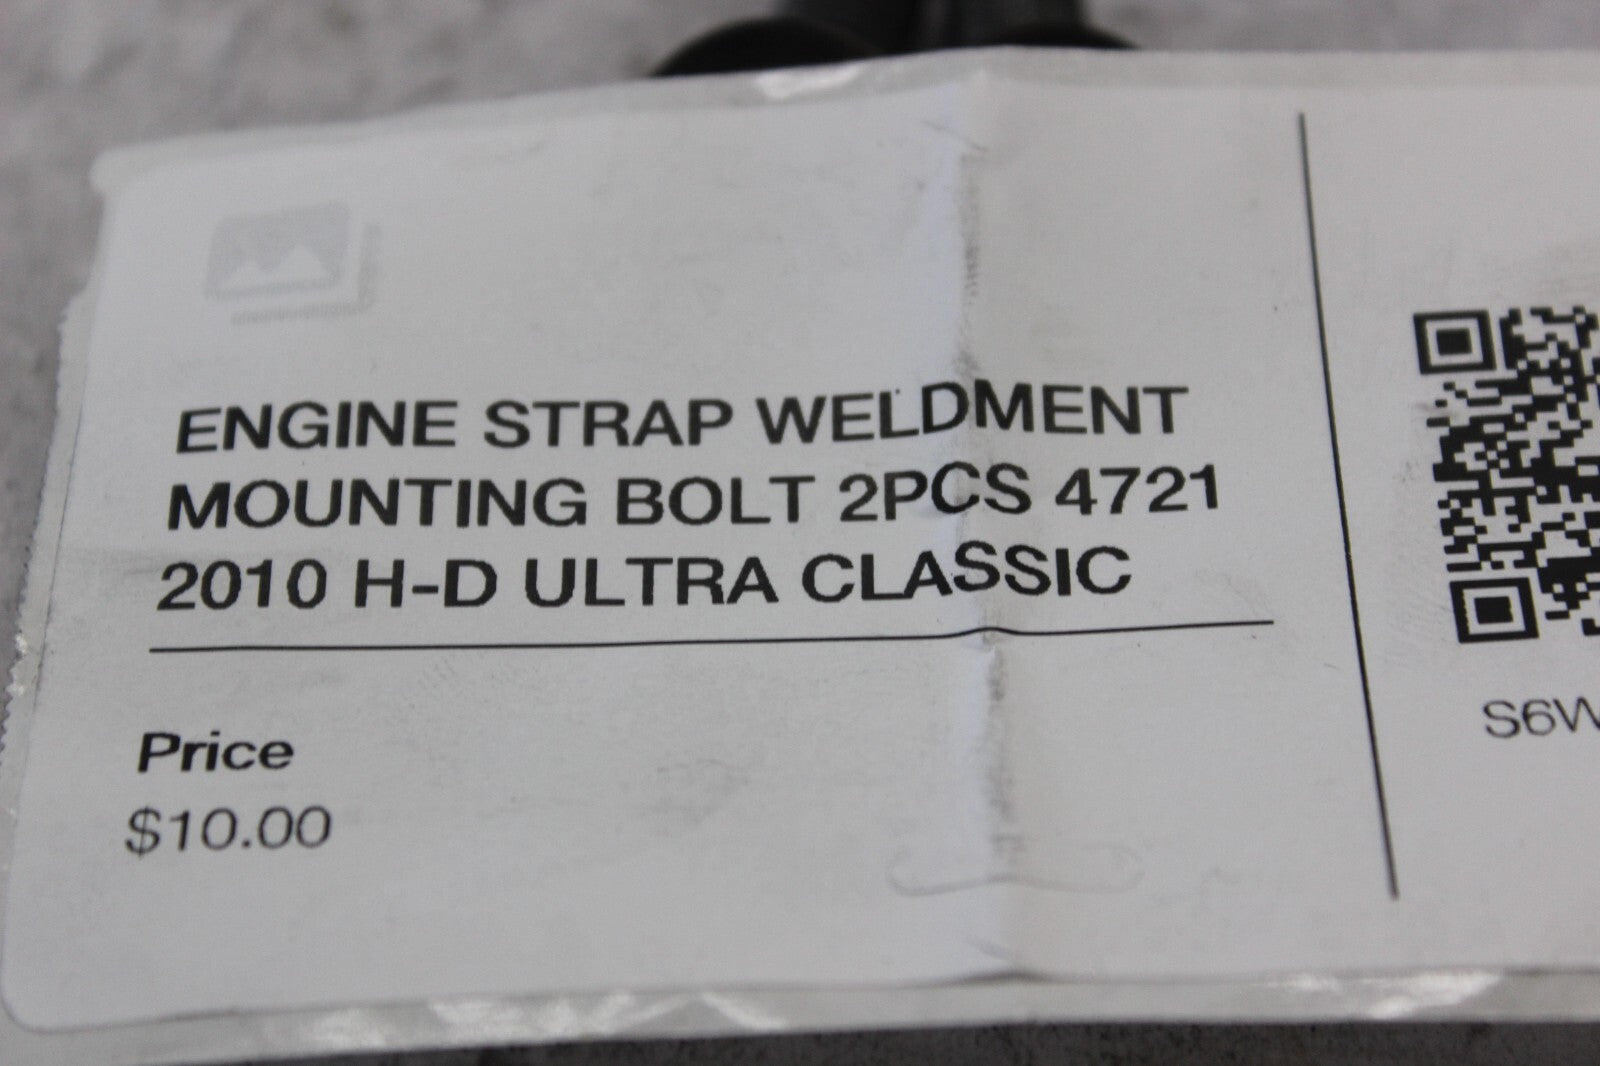 ENGINE STRAP WELDMENT
MOUNTING BOLT 2PCS 4721
2010 H-D ULTRA CLASSIC
Price
$10.00
S6W